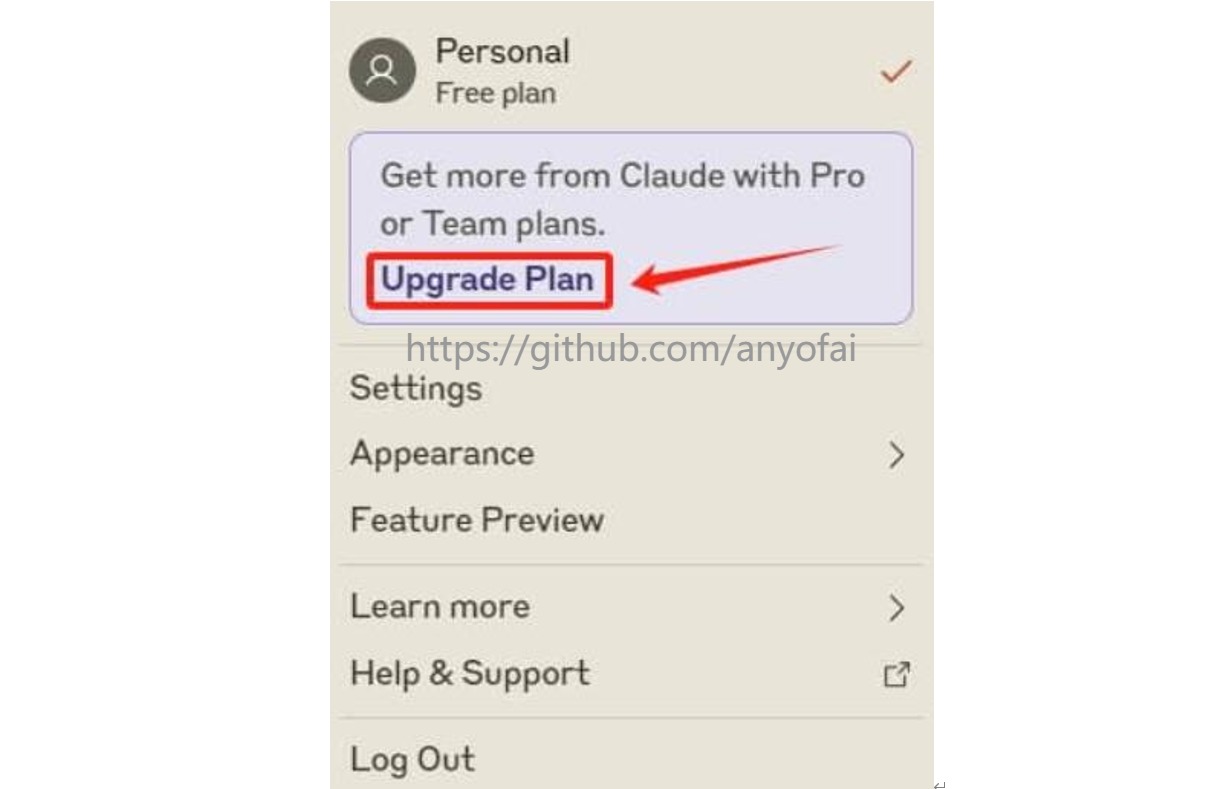 Personal
Free plan
Get more from Claude with Pro
or Team plans.
Upgrade Plan
https://github.com/anyofai
Settings
Appearance
Feature Preview
Learn more
Help & Support
Log Out